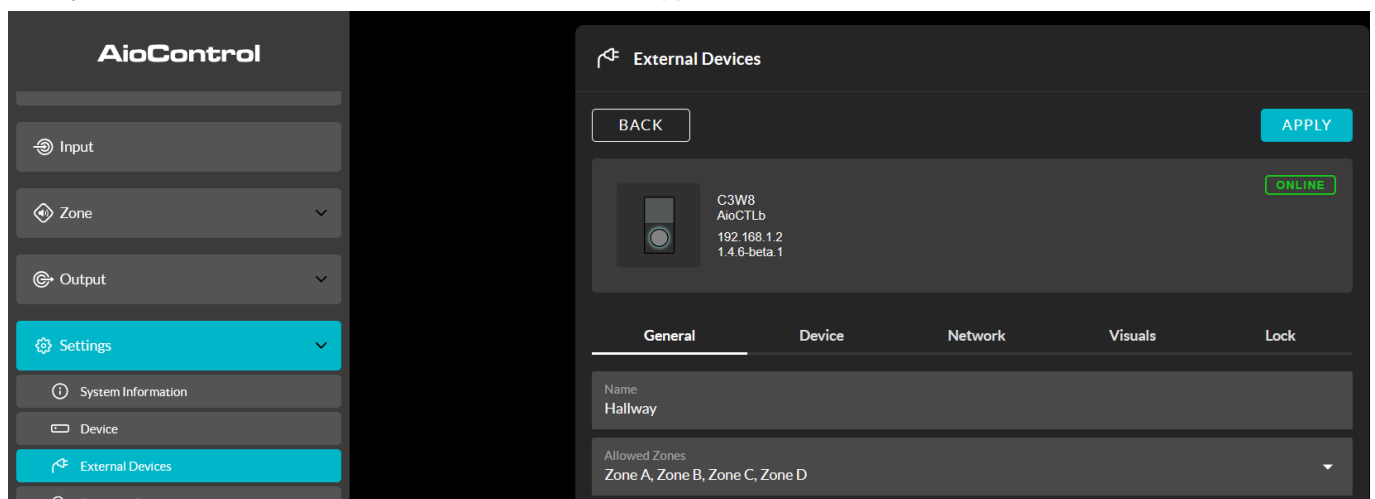 AioControl
Input
Zone
Output
Settings
System Information
Device
External Devices
External Devices
BACK
APPLY
C3W8
AioCTLb
192.168.1.2
1.4.6-beta.1
ONLINE
General Device Network Visuals Lock
Name
Hallway
Allowed Zones
Zone A, Zone B, Zone C, Zone D